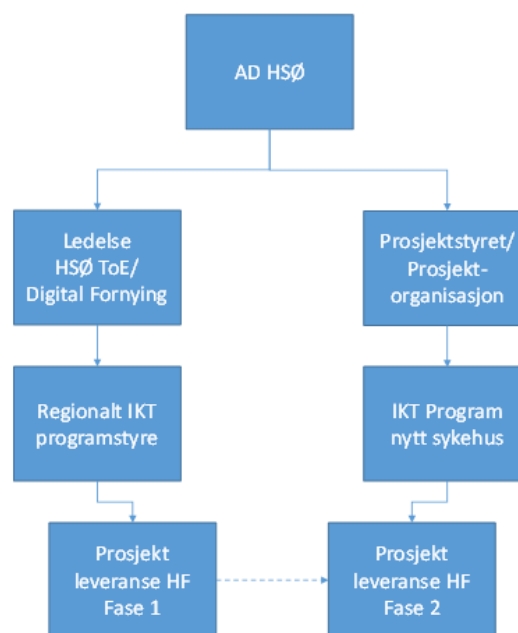 AD HSØ
Ledelse
HSØ ToE/
Digital Fornying
Prosjektstyret/
Prosjekt-
organisasjon
Regionalt IKT
programstyre
IKT Program
nytt sykehus
Prosjekt
leveranse HF
Fase 1
Prosjekt
leveranse HF
Fase 2